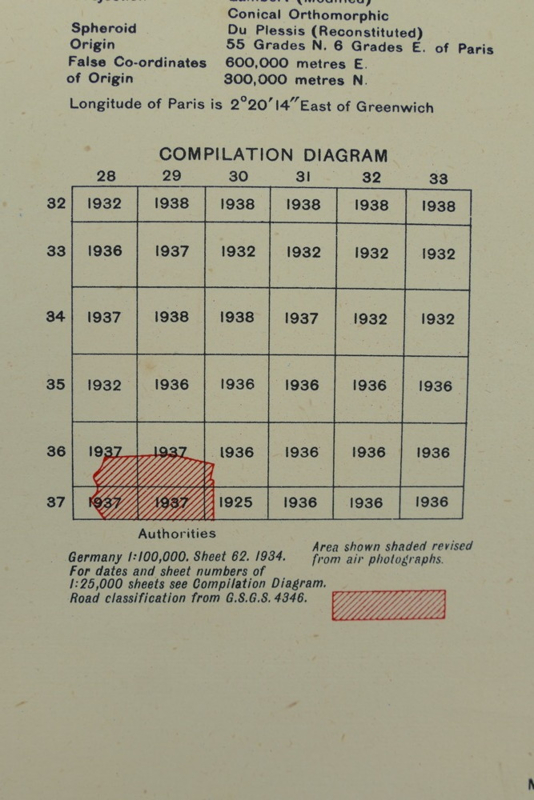 Conical Orthomorphic
Spheroid Du Plessis (Reconstituted)
Origin 55 Grades N. 6 Grades E. of Paris
False Co-ordinates 600,000 metres E.
of Origin 300,000 metres N.
Longitude of Paris is 2°20′14″East of Greenwich
COMPILATION DIAGRAM
28 29 30 31 32 33
32 1932 1938 1938 1938 1938 1938
33 1936 1937 1932 1932 1932 1932
34 1937 1938 1938 1937 1932 1932
35 1932 1936 1936 1936 1936 1936
36 1937 1937 1936 1936 1936 1936
37 1937 1937 1925 1936 1936 1936
Authorities
Germany 1:100,000. Sheet 62. 1934.
For dates and sheet numbers of
1:25,000 sheets see Compilation Diagram.
Road classification from G.S.G.S. 4346.
Area shown shaded revised
from air photographs.